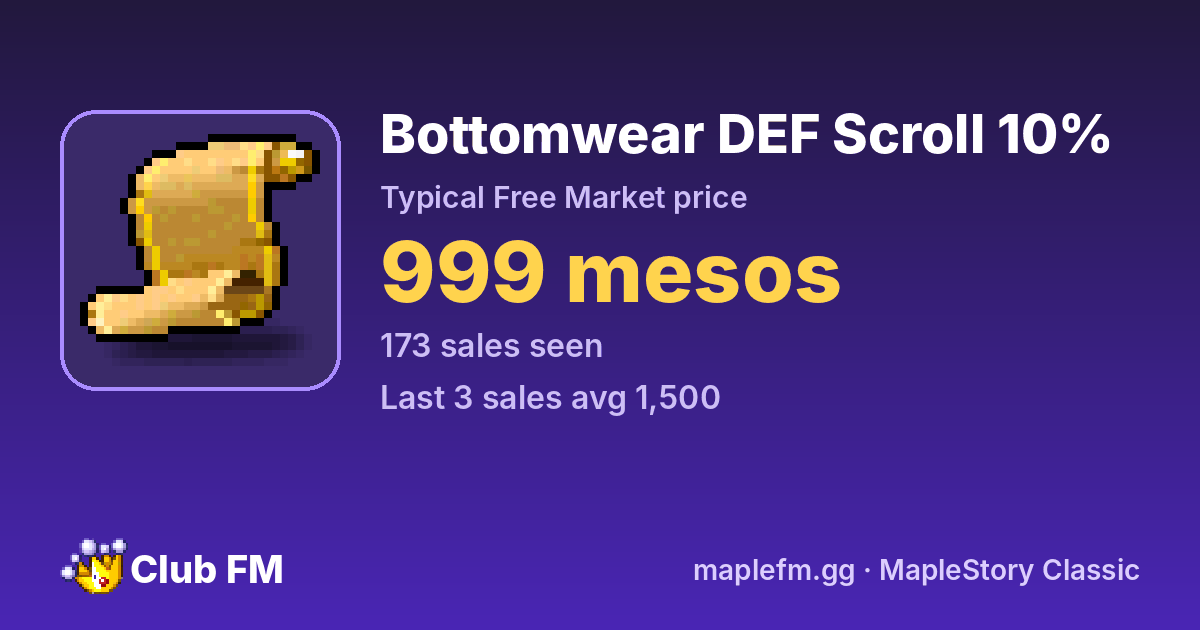 Bottomwear DEF Scroll 10%
Typical Free Market price
999 mesos
173 sales seen
Last 3 sales avg 1,500
Club FM
maplefm.gg · MapleStory Classic